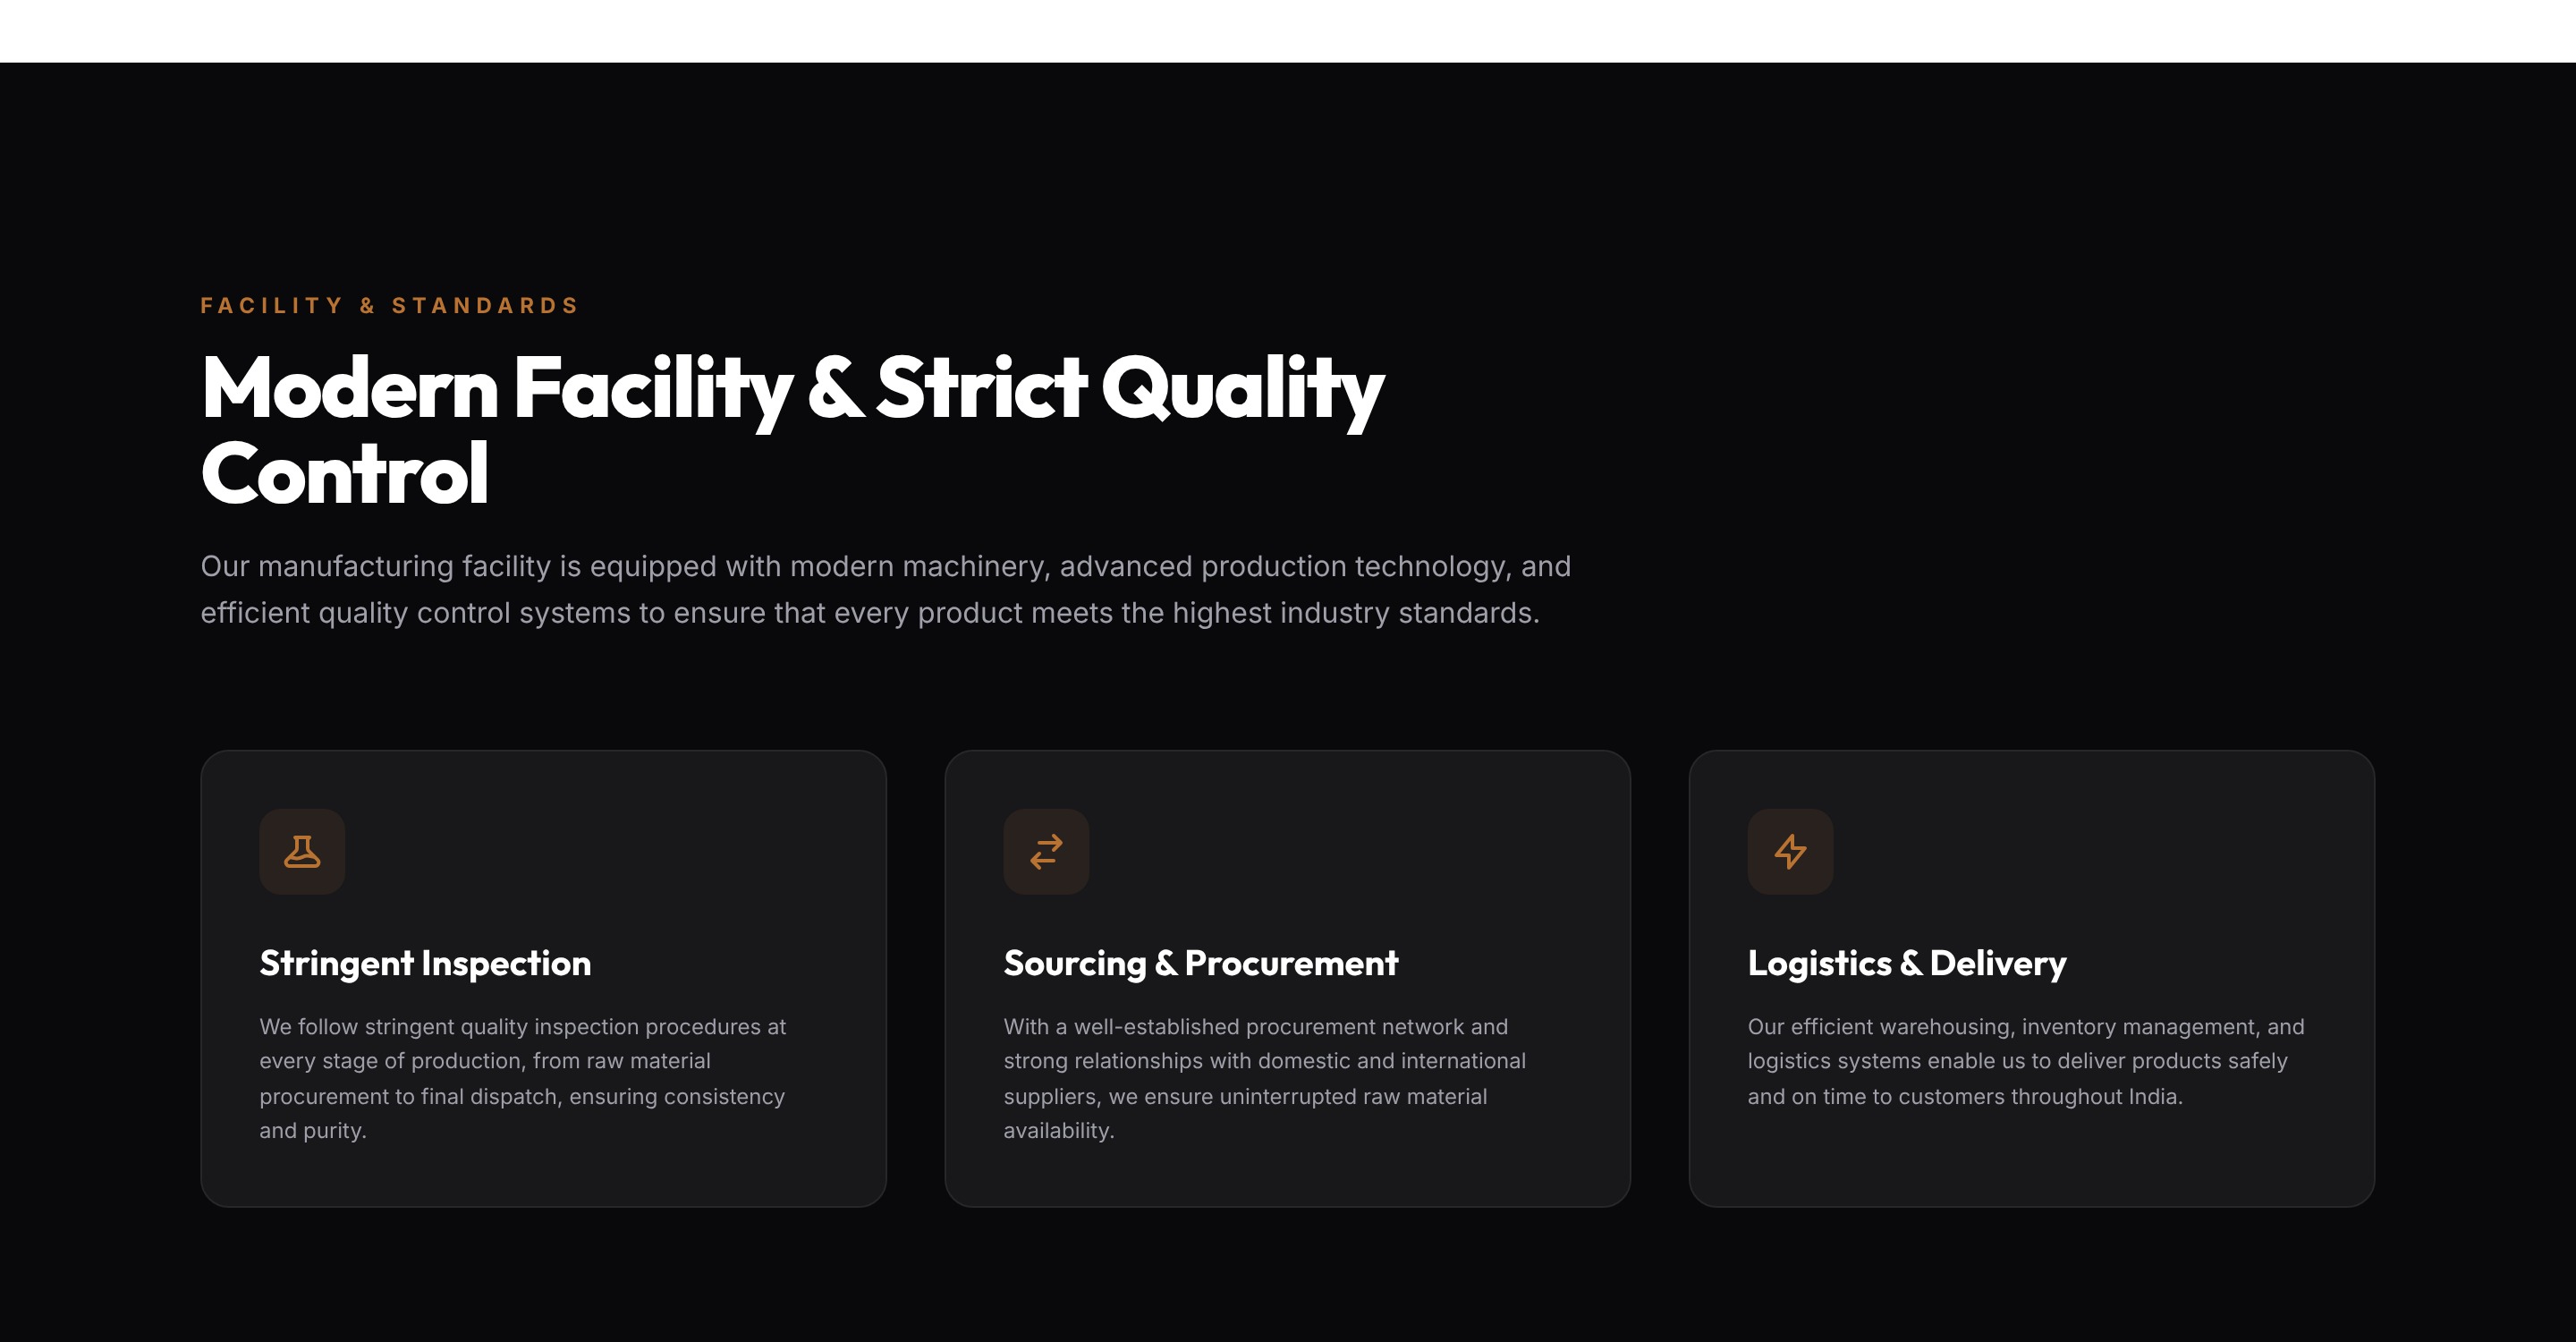 FACILITY & STANDARDS
Modern Facility & Strict Quality
Control
Our manufacturing facility is equipped with modern machinery, advanced production technology, and
efficient quality control systems to ensure that every product meets the highest industry standards.
Stringent Inspection
We follow stringent quality inspection procedures at
every stage of production, from raw material
procurement to final dispatch, ensuring consistency
and purity.
Sourcing & Procurement
With a well-established procurement network and
strong relationships with domestic and international
suppliers, we ensure uninterrupted raw material
availability.
Logistics & Delivery
Our efficient warehousing, inventory management, and
logistics systems enable us to deliver products safely
and on time to customers throughout India.